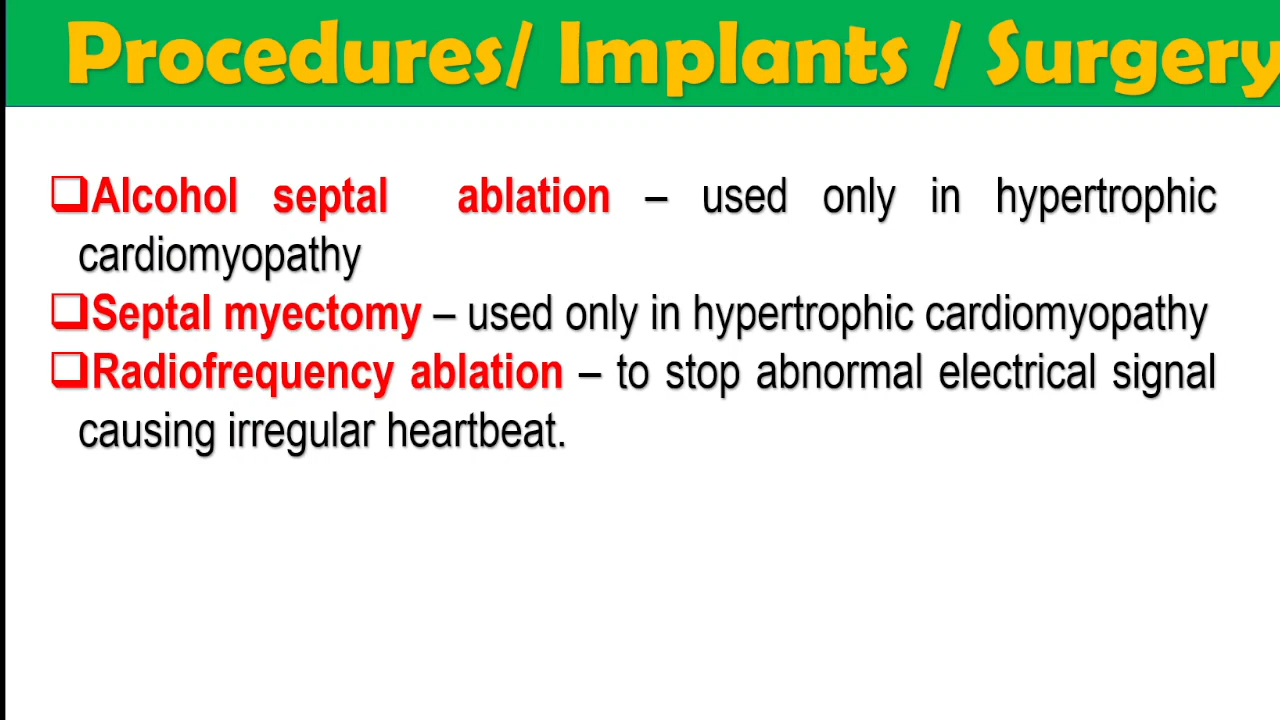 Procedures/ Implants / Surgery
❑Alcohol septal ablation – used only in hypertrophic
cardiomyopathy
❑Septal myectomy – used only in hypertrophic cardiomyopathy
❑Radiofrequency ablation – to stop abnormal electrical signal
causing irregular heartbeat.